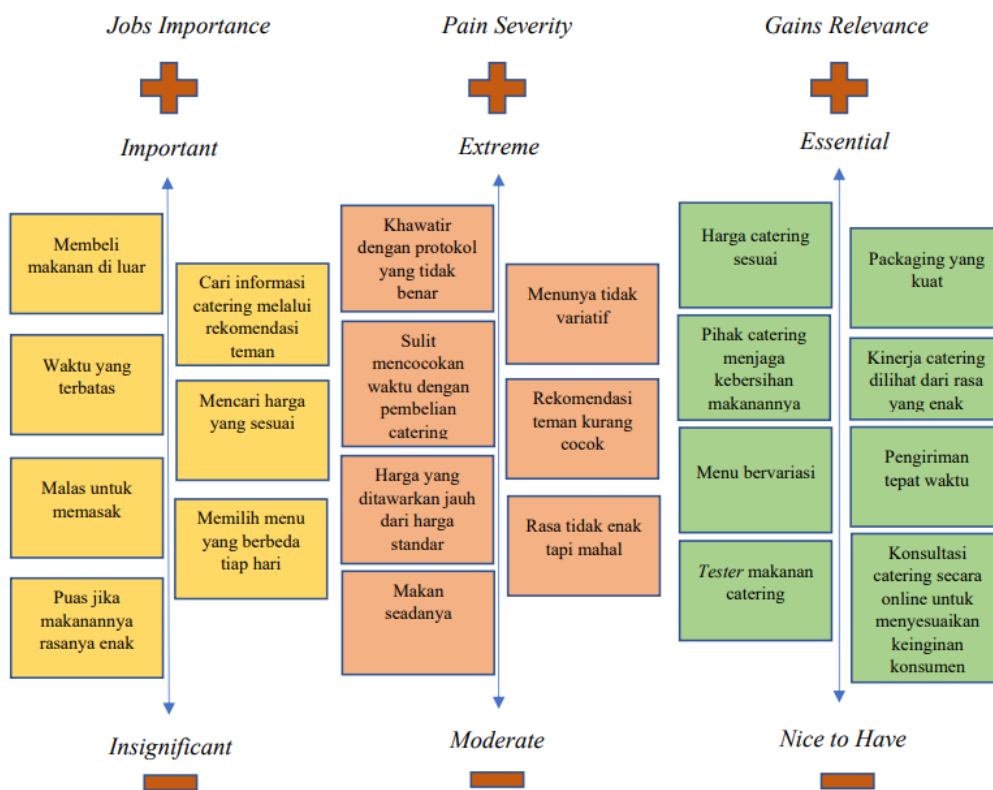 Jobs Importance
Pain Severity
Gains Relevance
Important
Extreme
Essential
Membeli
makanan di luar
Cari informasi
catering melalui
rekomendasi
teman
Waktu yang
terbatas
Mencari harga
yang sesuai
Malas untuk
memasak
Memilih menu
yang berbeda
tiap hari
Puas jika
makanannya
rasanya enak
Khawatir
dengan protokol
yang tidak
benar
Menunya tidak
variatif
Sulit
mencocokan
waktu dengan
pembelian
catering
Rekomendasi
teman kurang
cocok
Harga yang
ditawarkan jauh
dari harga
standar
Rasa tidak enak
tapi mahal
Makan
seadanya
Harga catering
sesuai
Packaging yang
kuat
Pihak catering
menjaga
kebersihan
makanannya
Kinerja catering
dilihat dari rasa
yang enak
Menu bervariasi
Pengiriman
tepat waktu
Tester makanan
catering
Konsultasi
catering secara
online untuk
menyesuaikan
keinginan
konsumen
Insignificant
Moderate
Nice to Have